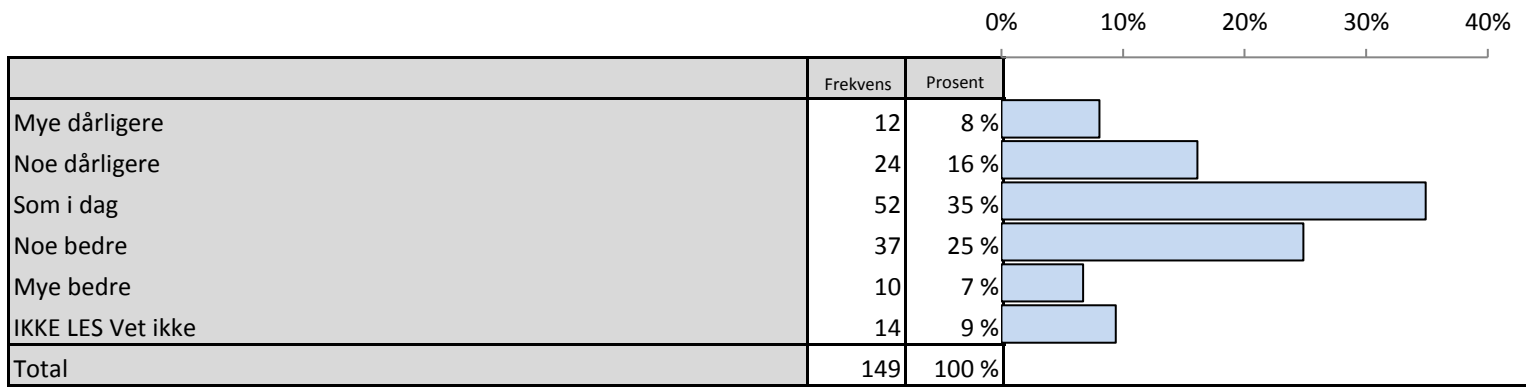 0% 10% 20% 30% 40%
Frekvens Prosent
Mye dårligere 12 8 %
Noe dårligere 24 16 %
Som i dag 52 35 %
Noe bedre 37 25 %
Mye bedre 10 7 %
IKKE LES Vet ikke 14 9 %
Total 149 100 %